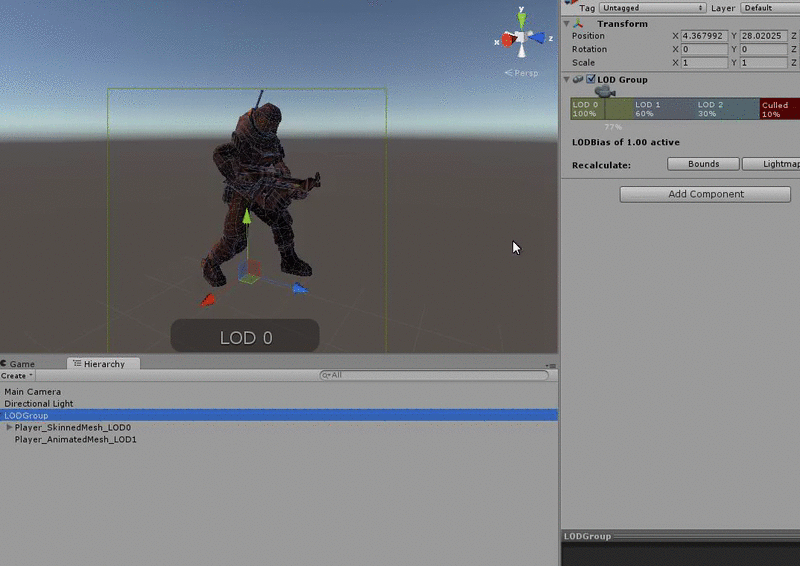 Tag Untagged Layer Default
Transform
Position X 4.367992 Y 28.02025 Z
Rotation X 0 Y 0 Z
Scale X 1 Y 1 Z
LOD Group
LOD 0 LOD 1 LOD 2 Culled
100% 60% 30% 10%
77%
LODBias of 1.00 active
Recalculate: Bounds Lightmap
Add Component
y
x z
Persp
LOD 0
Game Hierarchy
Create All
Main Camera
Directional Light
LODGroup
Player_SkinnedMesh_LOD0
Player_AnimatedMesh_LOD1
LODGroup